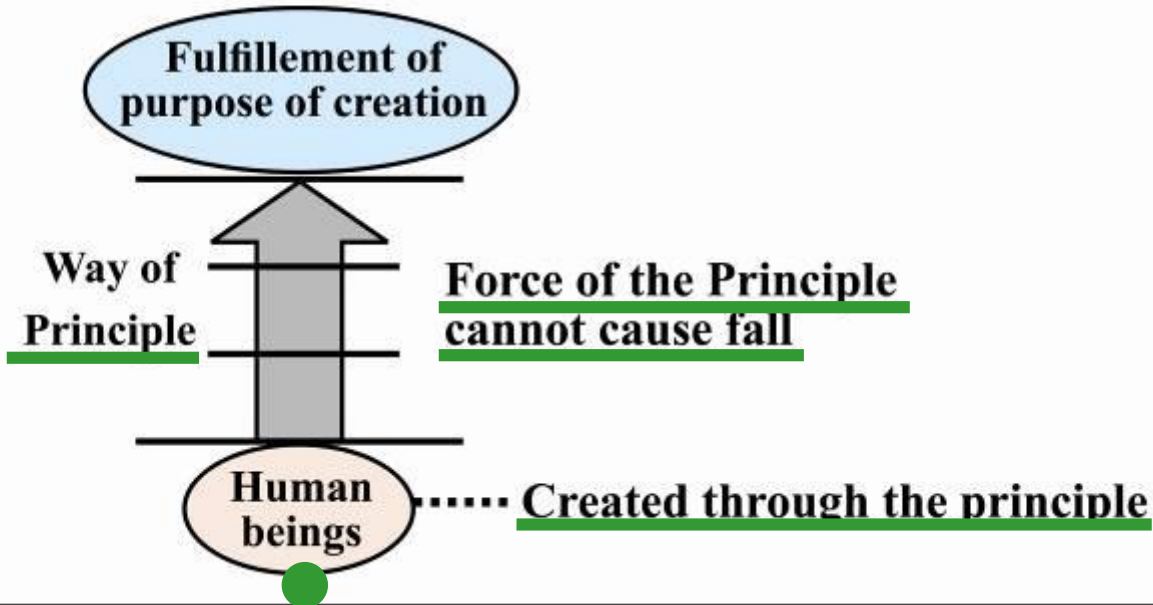 Fulfillement of
purpose of creation
Way of
Principle
Force of the Principle
cannot cause fall
Human
beings
Created through the principle